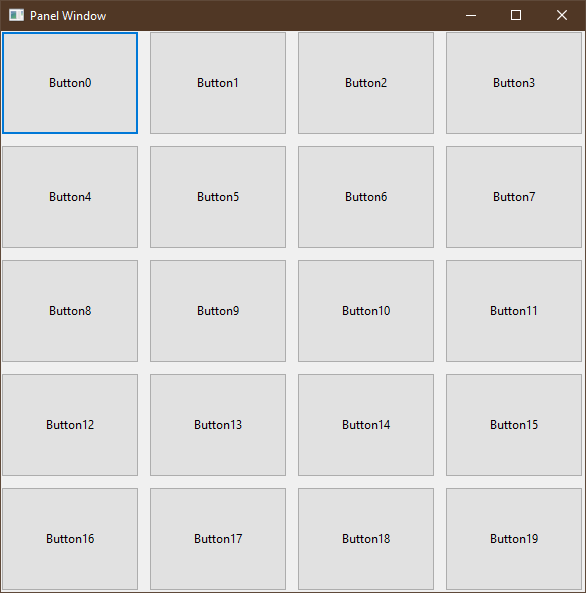 Panel Window
Button0 Button1 Button2 Button3
Button4 Button5 Button6 Button7
Button8 Button9 Button10 Button11
Button12 Button13 Button14 Button15
Button16 Button17 Button18 Button19